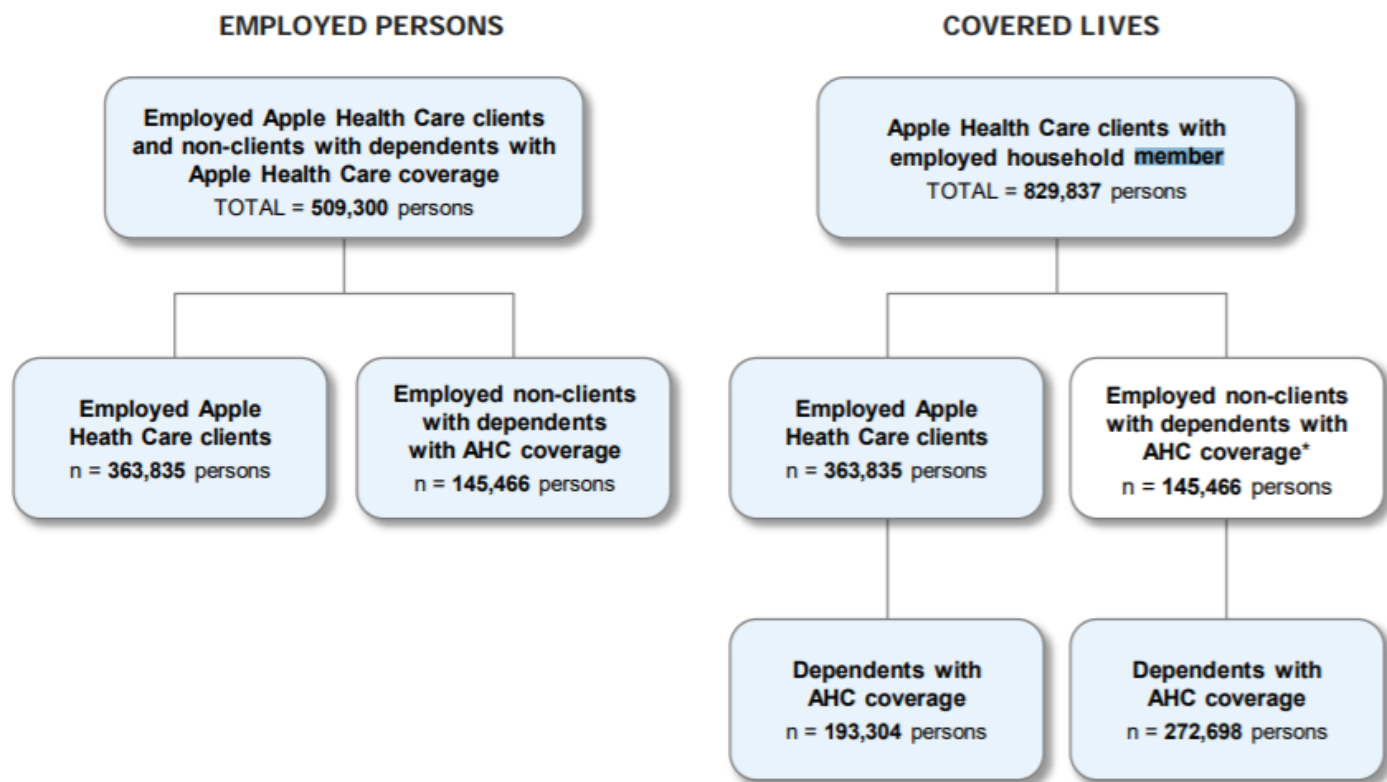 EMPLOYED PERSONS
Employed Apple Health Care clients
and non-clients with dependents with
Apple Health Care coverage
TOTAL = 509,300 persons
Employed Apple
Heath Care clients
n = 363,835 persons
Employed non-clients
with dependents
with AHC coverage
n = 145,466 persons
COVERED LIVES
Apple Health Care clients with
employed household member
TOTAL = 829,837 persons
Employed Apple
Heath Care clients
n = 363,835 persons
Employed non-clients
with dependents with
AHC coverage*
n = 145,466 persons
Dependents with
AHC coverage
n = 193,304 persons
Dependents with
AHC coverage
n = 272,698 persons